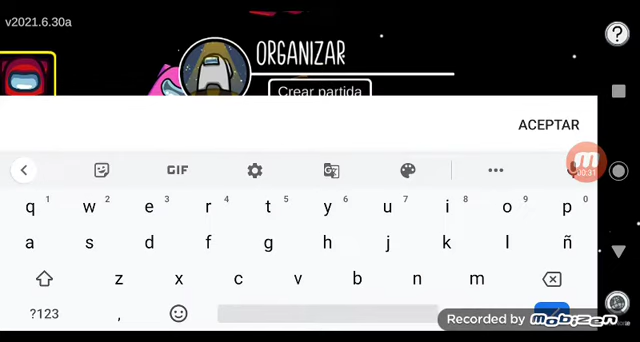 v2021.6.30a
?
ORGANIZAR
Crear partida
ACEPTAR
GIF
00:31
q 1 w 2 e 3 r 4 t 5 y 6 u 7 i 8 o 9 p 0
a s d f g h j k l ñ
z x c v b n m
?123 ,
Recorded by Mobizen